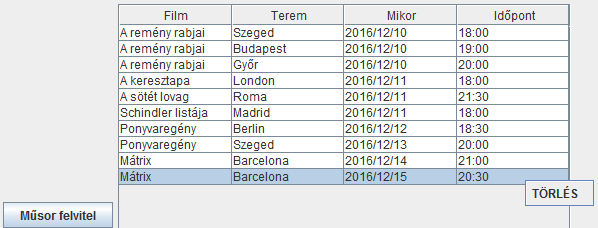 Film Terem Mikor Időpont
A remény rabjai Szeged 2016/12/10 18:00
A remény rabjai Budapest 2016/12/10 19:00
A remény rabjai Győr 2016/12/10 20:00
A keresztapa London 2016/12/11 18:00
A sötét lovag Roma 2016/12/11 21:30
Schindler listája Madrid 2016/12/11 18:00
Ponyvaregény Berlin 2016/12/12 18:30
Ponyvaregény Szeged 2016/12/13 20:00
Mátrix Barcelona 2016/12/14 21:00
Mátrix Barcelona 2016/12/15 20:30
TÖRLÉS
Műsor felvitel